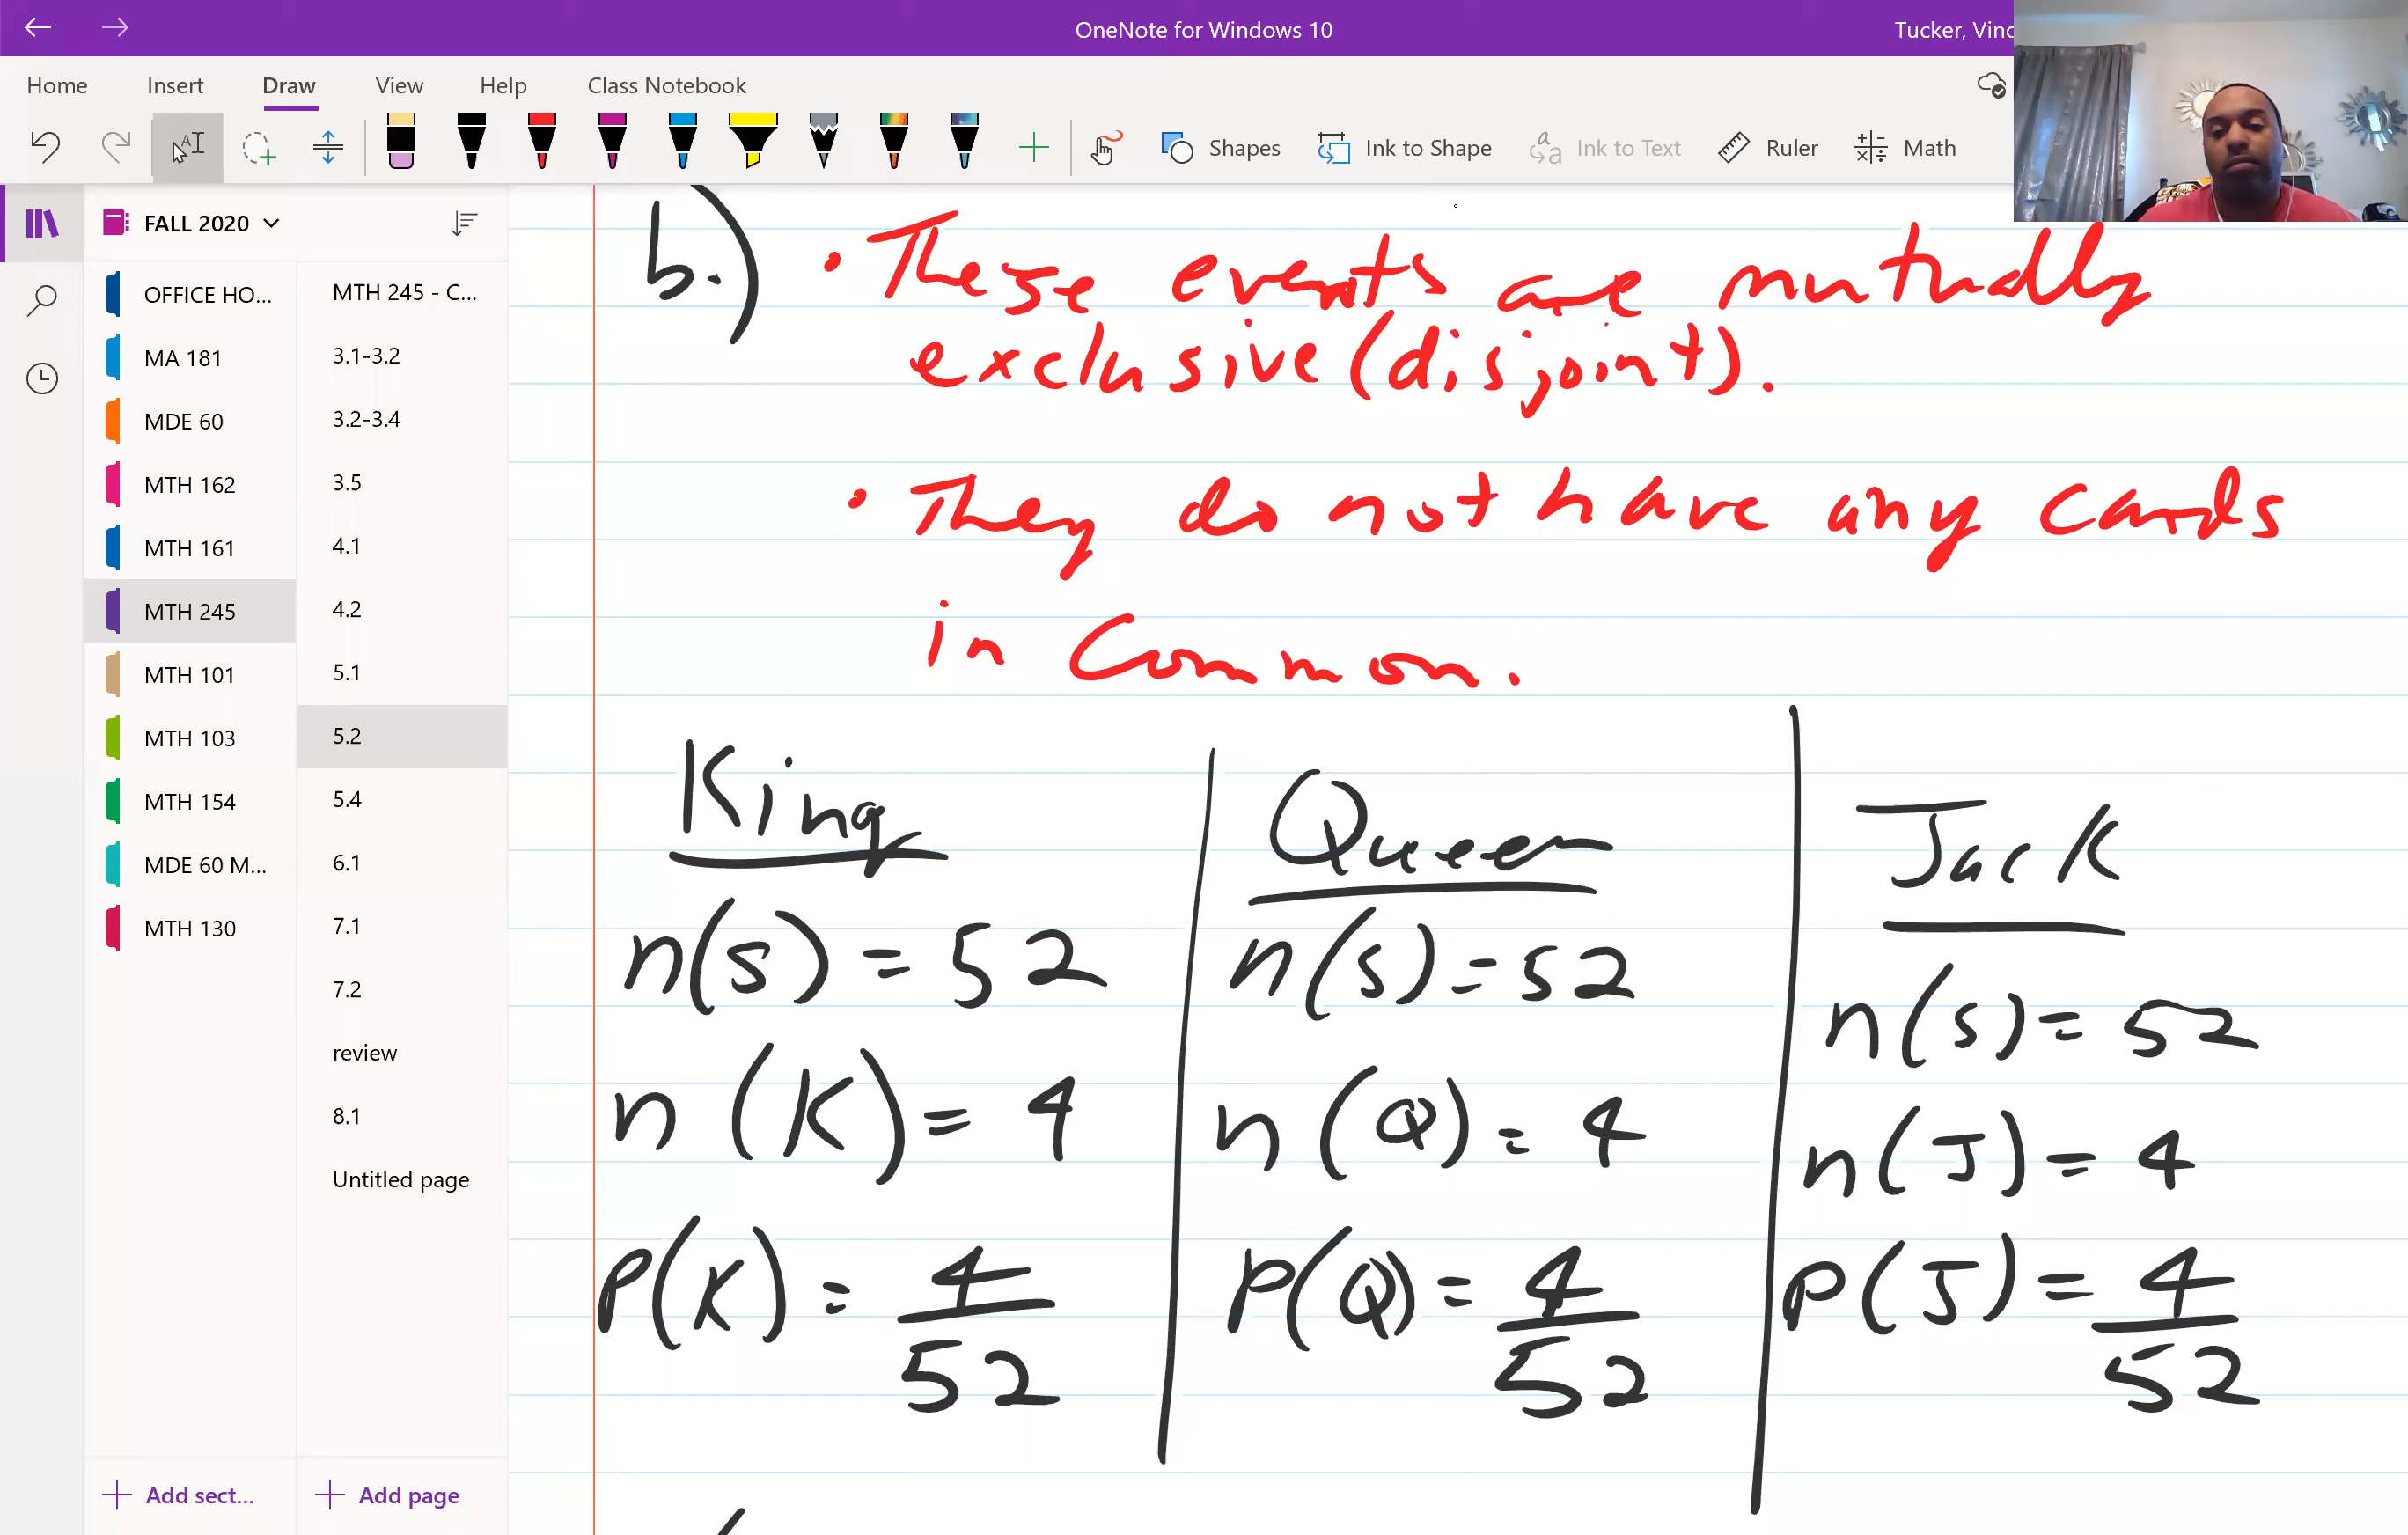 OneNote for Windows 10
Tucker, Vinc
Home Insert Draw View Help Class Notebook
Shapes Ink to Shape Ink to Text Ruler Math
FALL 2020
OFFICE HO...
MA 181
MDE 60
MTH 162
MTH 161
MTH 245
MTH 101
MTH 103
MTH 154
MDE 60 M...
MTH 130
Add sect...
MTH 245 - C...
3.1-3.2
3.2-3.4
3.5
4.1
4.2
5.1
5.2
5.4
6.1
7.1
7.2
review
8.1
Untitled page
Add page
b.) • These events are mutually
exclusive (disjoint).
• They do not have any cards
in common.
King
n(S) = 52
n(K) = 4
P(K) = 4/52
Queen
n(S) = 52
n(Q) = 4
P(Q) = 4/52
Jack
n(S) = 52
n(J) = 4
P(J) = 4/52